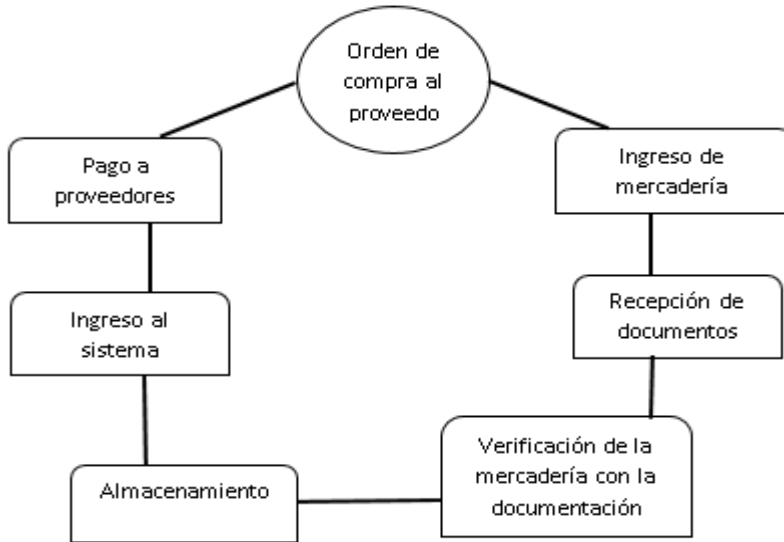 Orden de
compra al
proveedo
Ingreso de
mercadería
Recepción de
documentos
Verificación de la
mercadería con la
documentación
Almacenamiento
Ingreso al
sistema
Pago a
proveedores